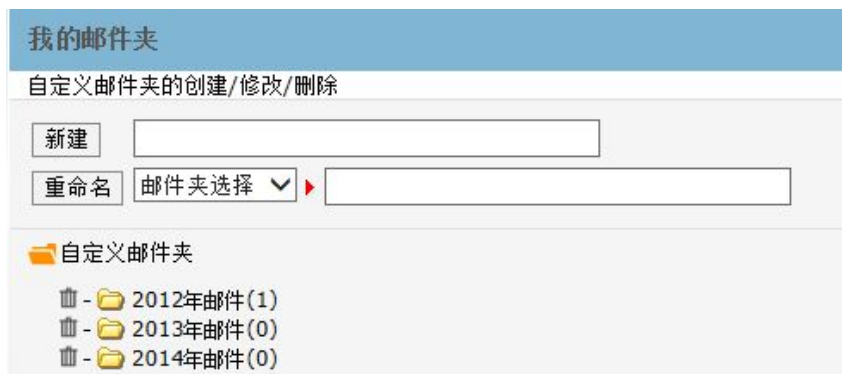 我的邮件夹
自定义邮件夹的创建/修改/删除
新建
重命名 邮件夹选择
自定义邮件夹
- 2012年邮件(1)
- 2013年邮件(0)
- 2014年邮件(0)